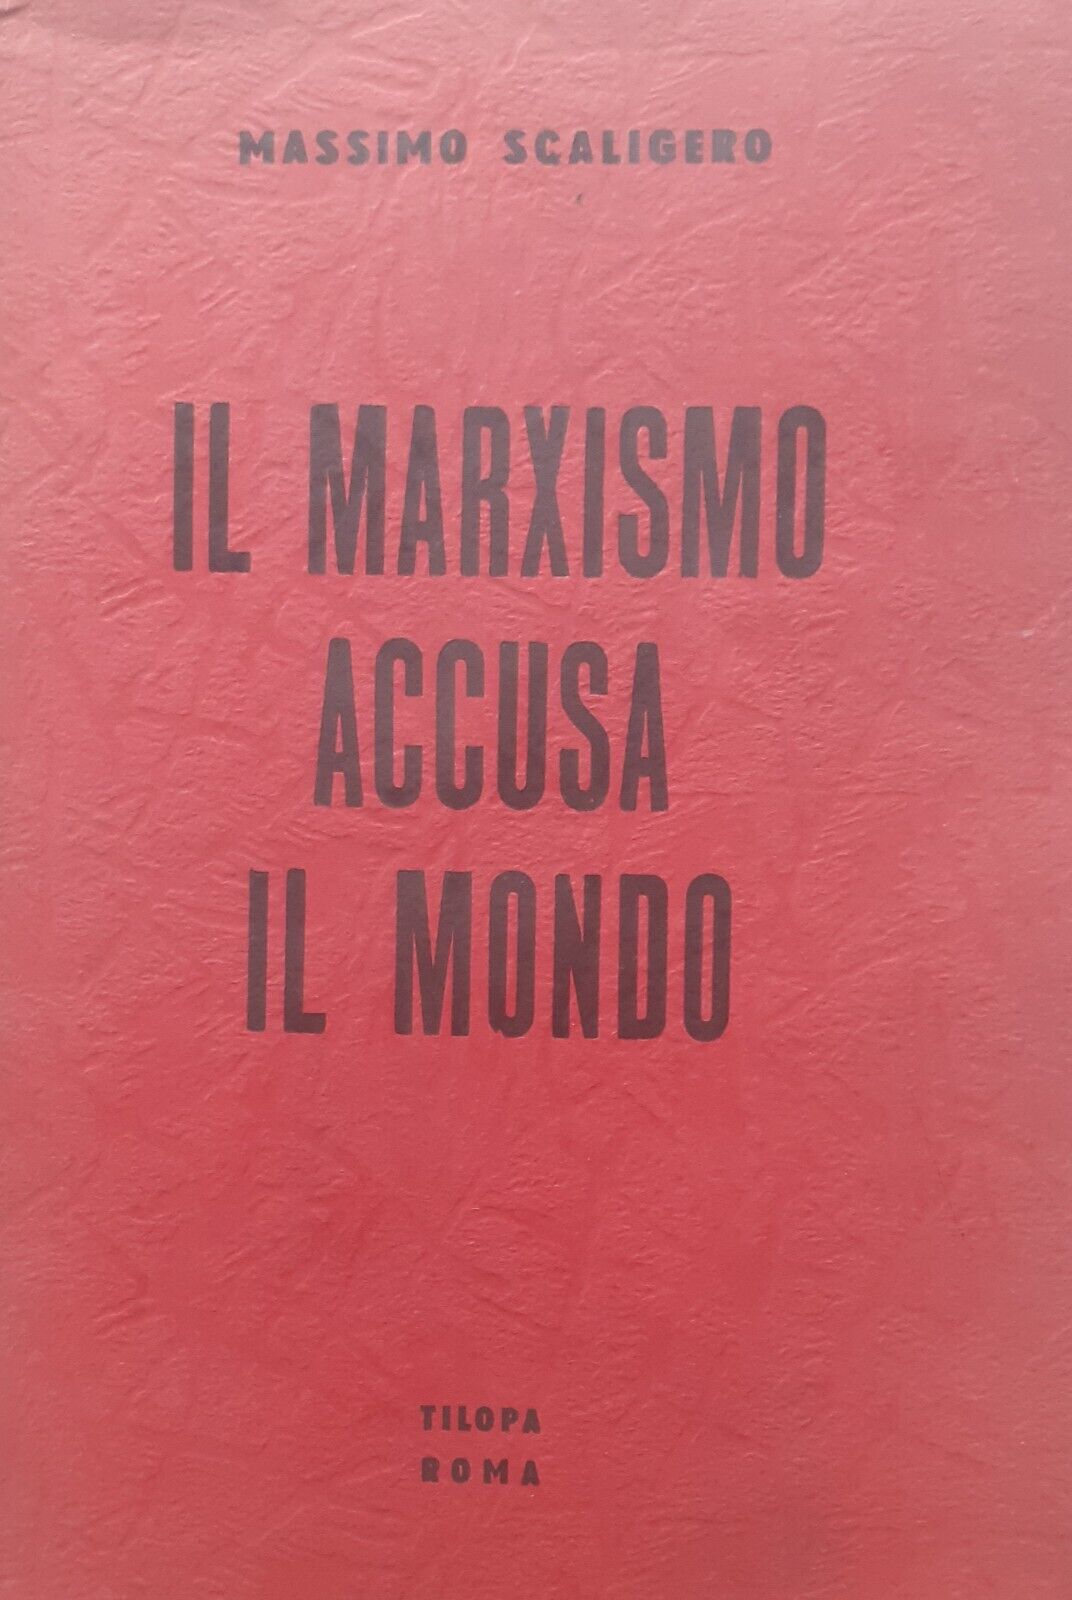 MASSIMO SCALIGERO
IL MARXISMO
ACCUSA
IL MONDO
TILOPA
ROMA